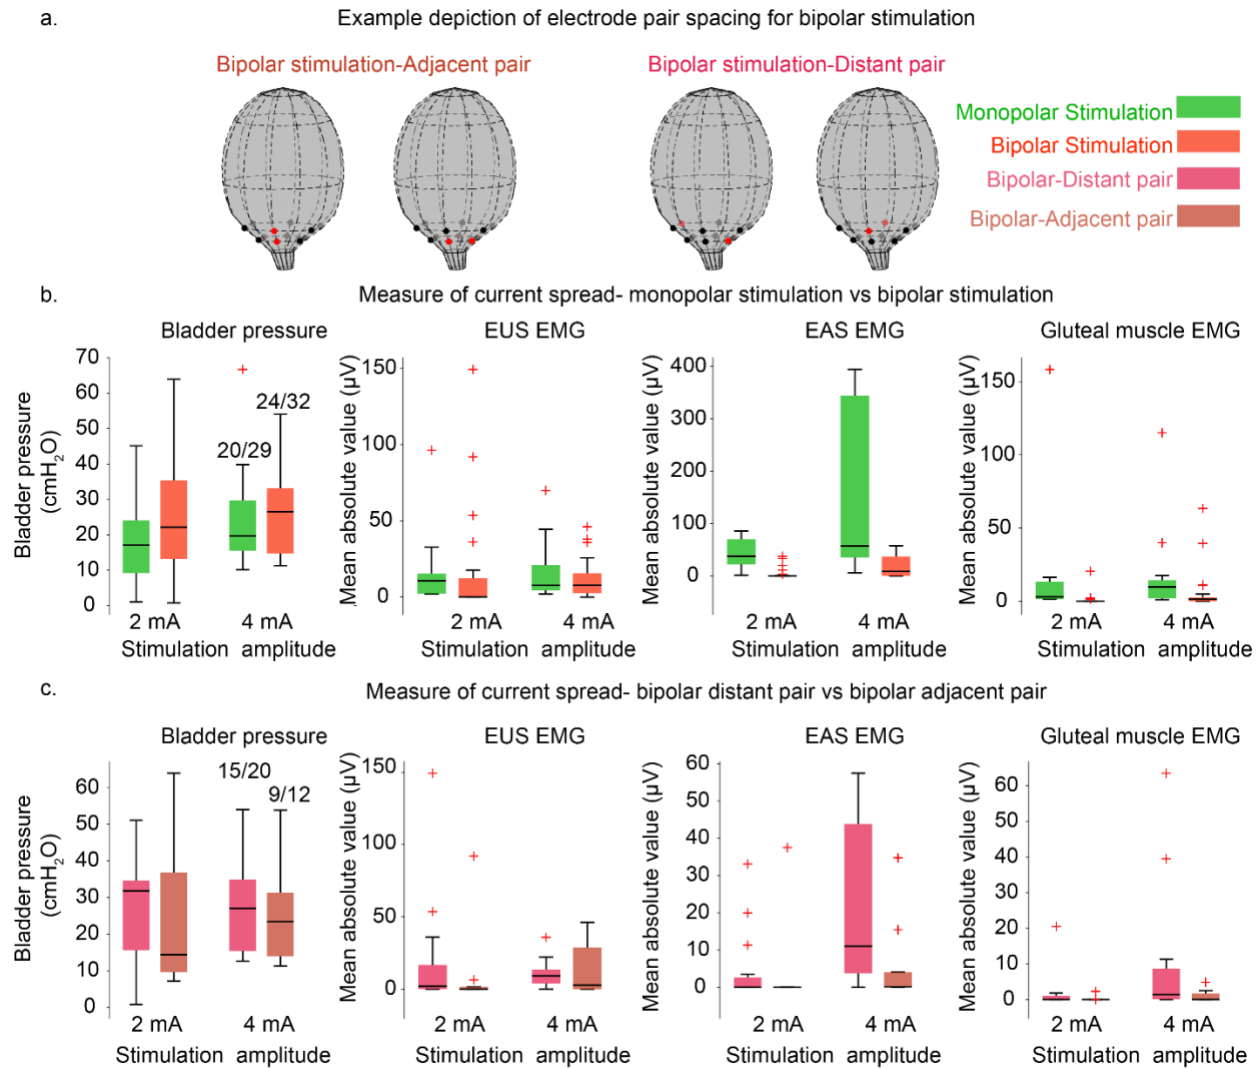 a.
Example depiction of electrode pair spacing for bipolar stimulation
Bipolar stimulation-Adjacent pair
Bipolar stimulation-Distant pair
Monopolar Stimulation
Bipolar Stimulation
Bipolar-Distant pair
Bipolar-Adjacent pair
b.
Measure of current spread- monopolar stimulation vs bipolar stimulation
Bladder pressure
Bladder pressure
(cmH2O)
70
60
50
40
30
20
10
0
20/29
24/32
2 mA
4 mA
Stimulation amplitude
EUS EMG
Mean absolute value (µV)
150
100
50
0
2 mA
4 mA
Stimulation amplitude
EAS EMG
Mean absolute value (µV)
400
300
200
100
0
2 mA
4 mA
Stimulation amplitude
Gluteal muscle EMG
Mean absolute value (µV)
150
100
50
0
2 mA
4 mA
Stimulation amplitude
c.
Measure of current spread- bipolar distant pair vs bipolar adjacent pair
Bladder pressure
Bladder pressure
(cmH2O)
60
50
40
30
20
10
0
15/20
9/12
2 mA
4 mA
Stimulation amplitude
EUS EMG
Mean absolute value (µV)
150
100
50
0
2 mA
4 mA
Stimulation amplitude
EAS EMG
Mean absolute value (µV)
60
50
40
30
20
10
0
2 mA
4 mA
Stimulation amplitude
Gluteal muscle EMG
Mean absolute value (µV)
60
50
40
30
20
10
0
2 mA
4 mA
Stimulation amplitude